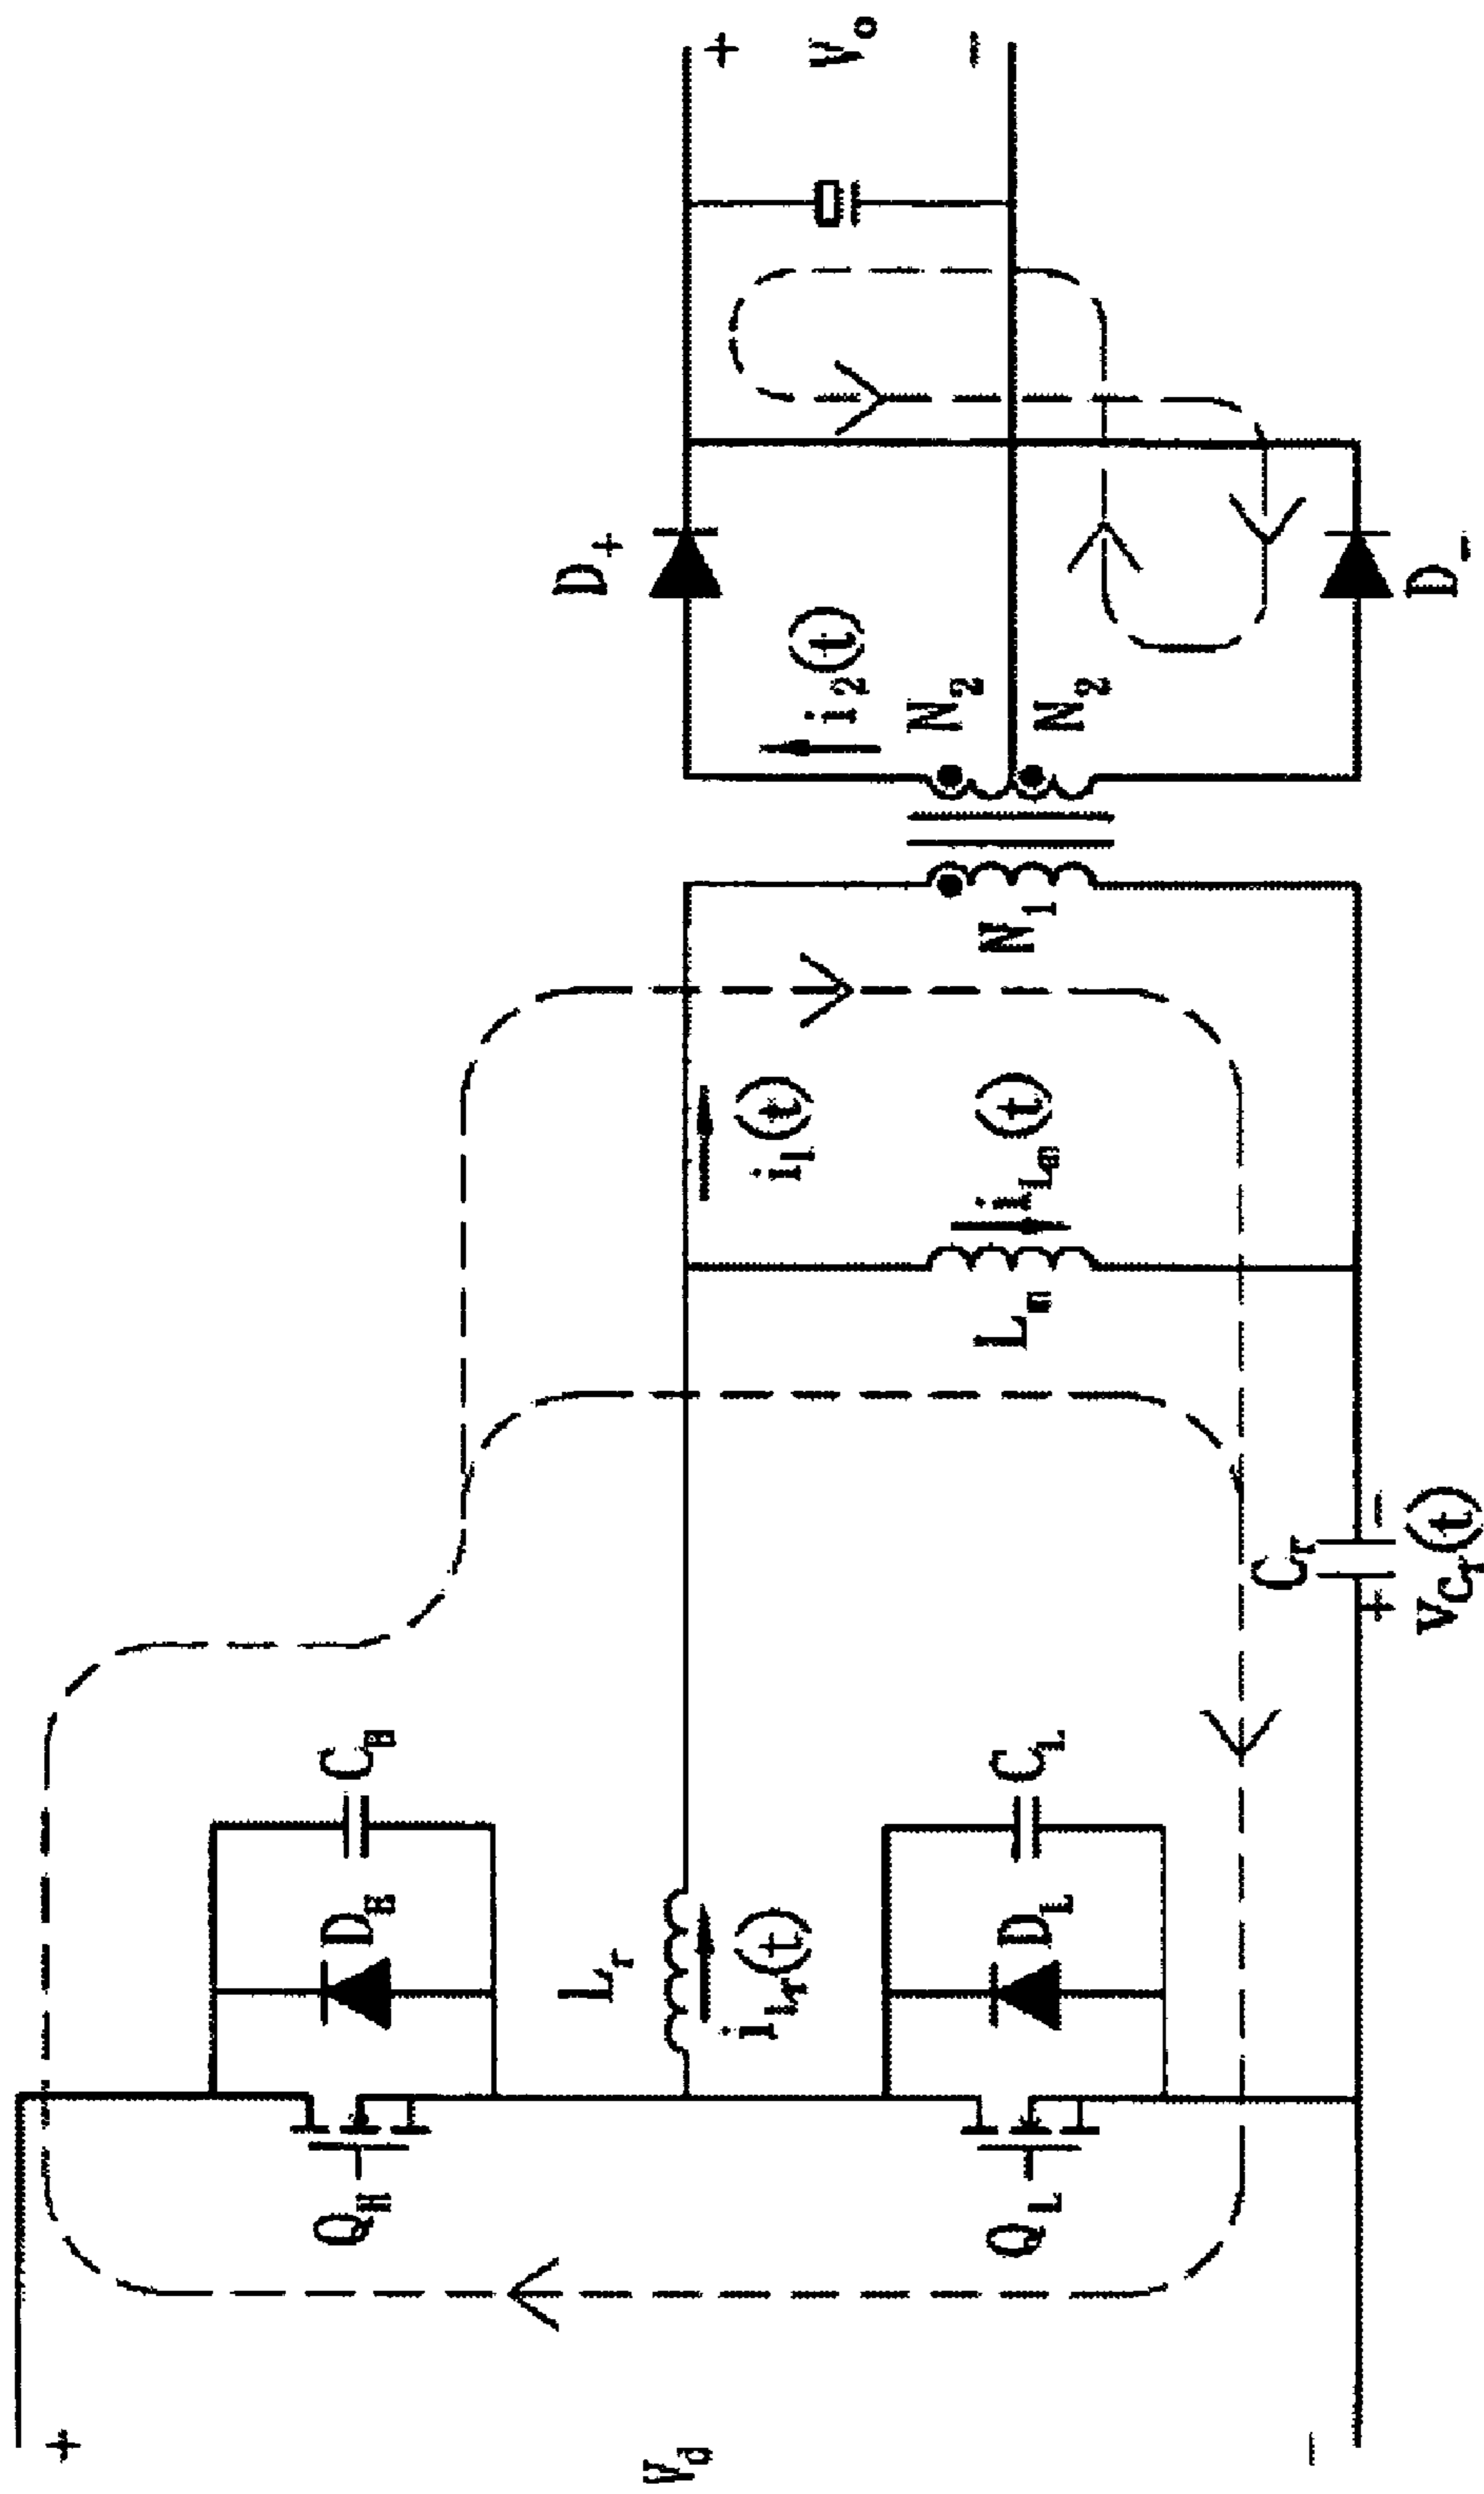 +
V_d
−
Q_H
D_H
C_H
Q_L
D_L
C_L
L_r
i_Lr(t)
C_r
+
−
v_Cr(t)
L_m
i_Lm(t)
i_1(t)
N_1
N_2
N_2
i_2(t)
D_+
D_−
+
V_o
−